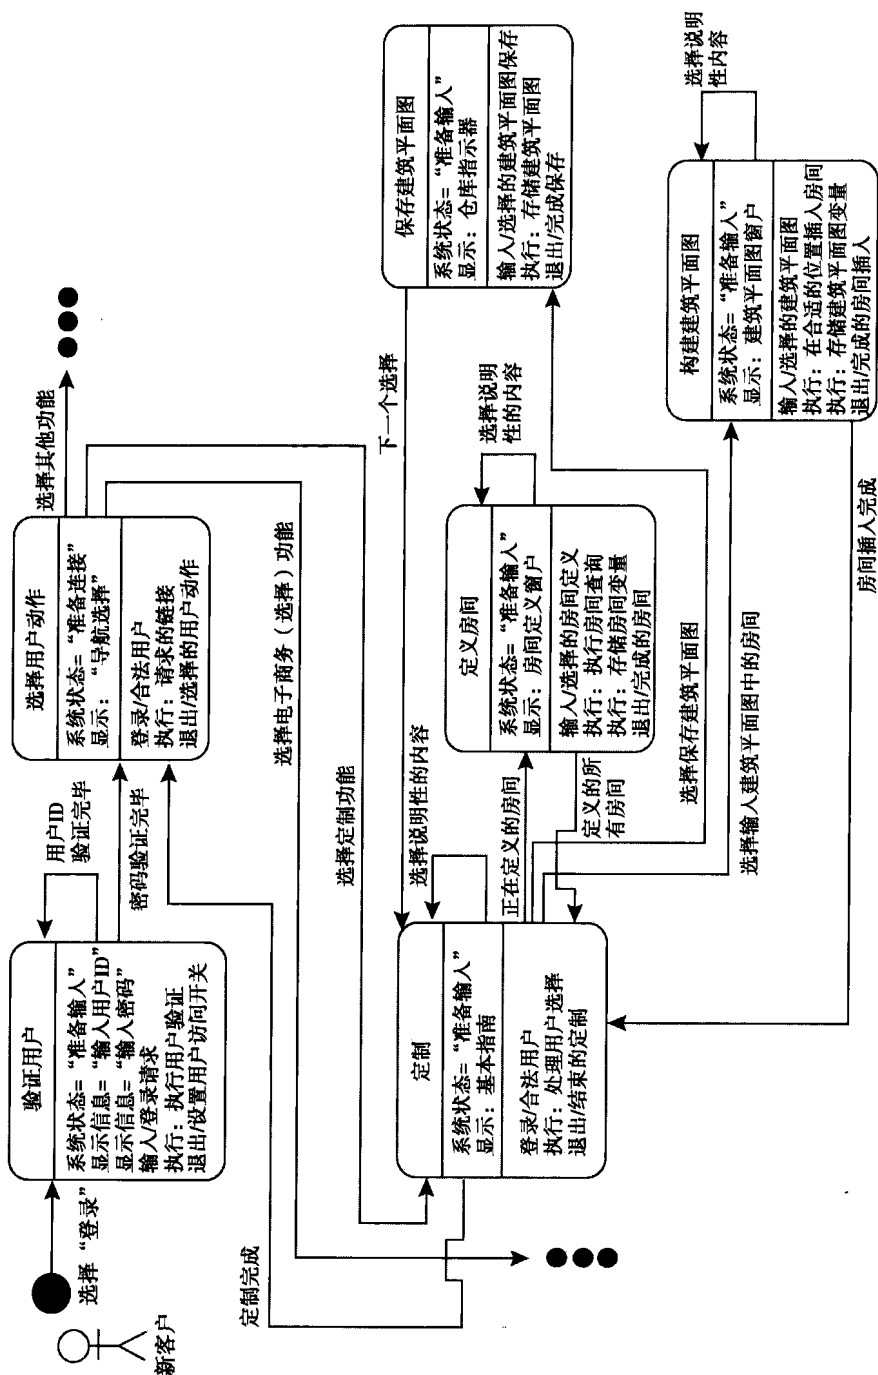 新客户
选择“登录”
验证用户
系统状态=“准备输入”
显示信息=“输入用户ID”
显示信息=“输入密码”
输入/登录请求
执行：执行用户验证
退出/设置用户访问开关
用户ID
验证完毕
密码验证完毕
选择用户动作
系统状态=“准备连接”
显示：“导航选择”
登录/合法用户
执行：请求的链接
退出/选择的用户动作
选择其他功能
定制完成
选择电子商务（选择）功能
选择定制功能
定制
系统状态=“准备输入”
显示：基本指南
登录/合法用户
执行：处理用户选择
退出/结束的定制
选择说明性的内容
下一个选择
正在定义的房间
定义的所
有房间
定义房间
系统状态=“准备输入”
显示：房间定义窗户
输入/选择的房间定义
执行：执行房间查询
执行：存储房间变量
退出/完成的房间
选择说明
性的内容
保存建筑平面图
系统状态=“准备输入”
显示：仓库指示器
输入/选择的建筑平面图保存
执行：存储建筑平面图
退出/完成保存
选择保存建筑平面图
选择输入建筑平面图中的房间
构建建筑平面图
系统状态=“准备输入”
显示：建筑平面图窗户
输入/选择的建筑平面图
执行：在合适的位置插入房间
执行：存储建筑平面图变量
退出/完成的房间插入
选择说明
性内容
房间插入完成